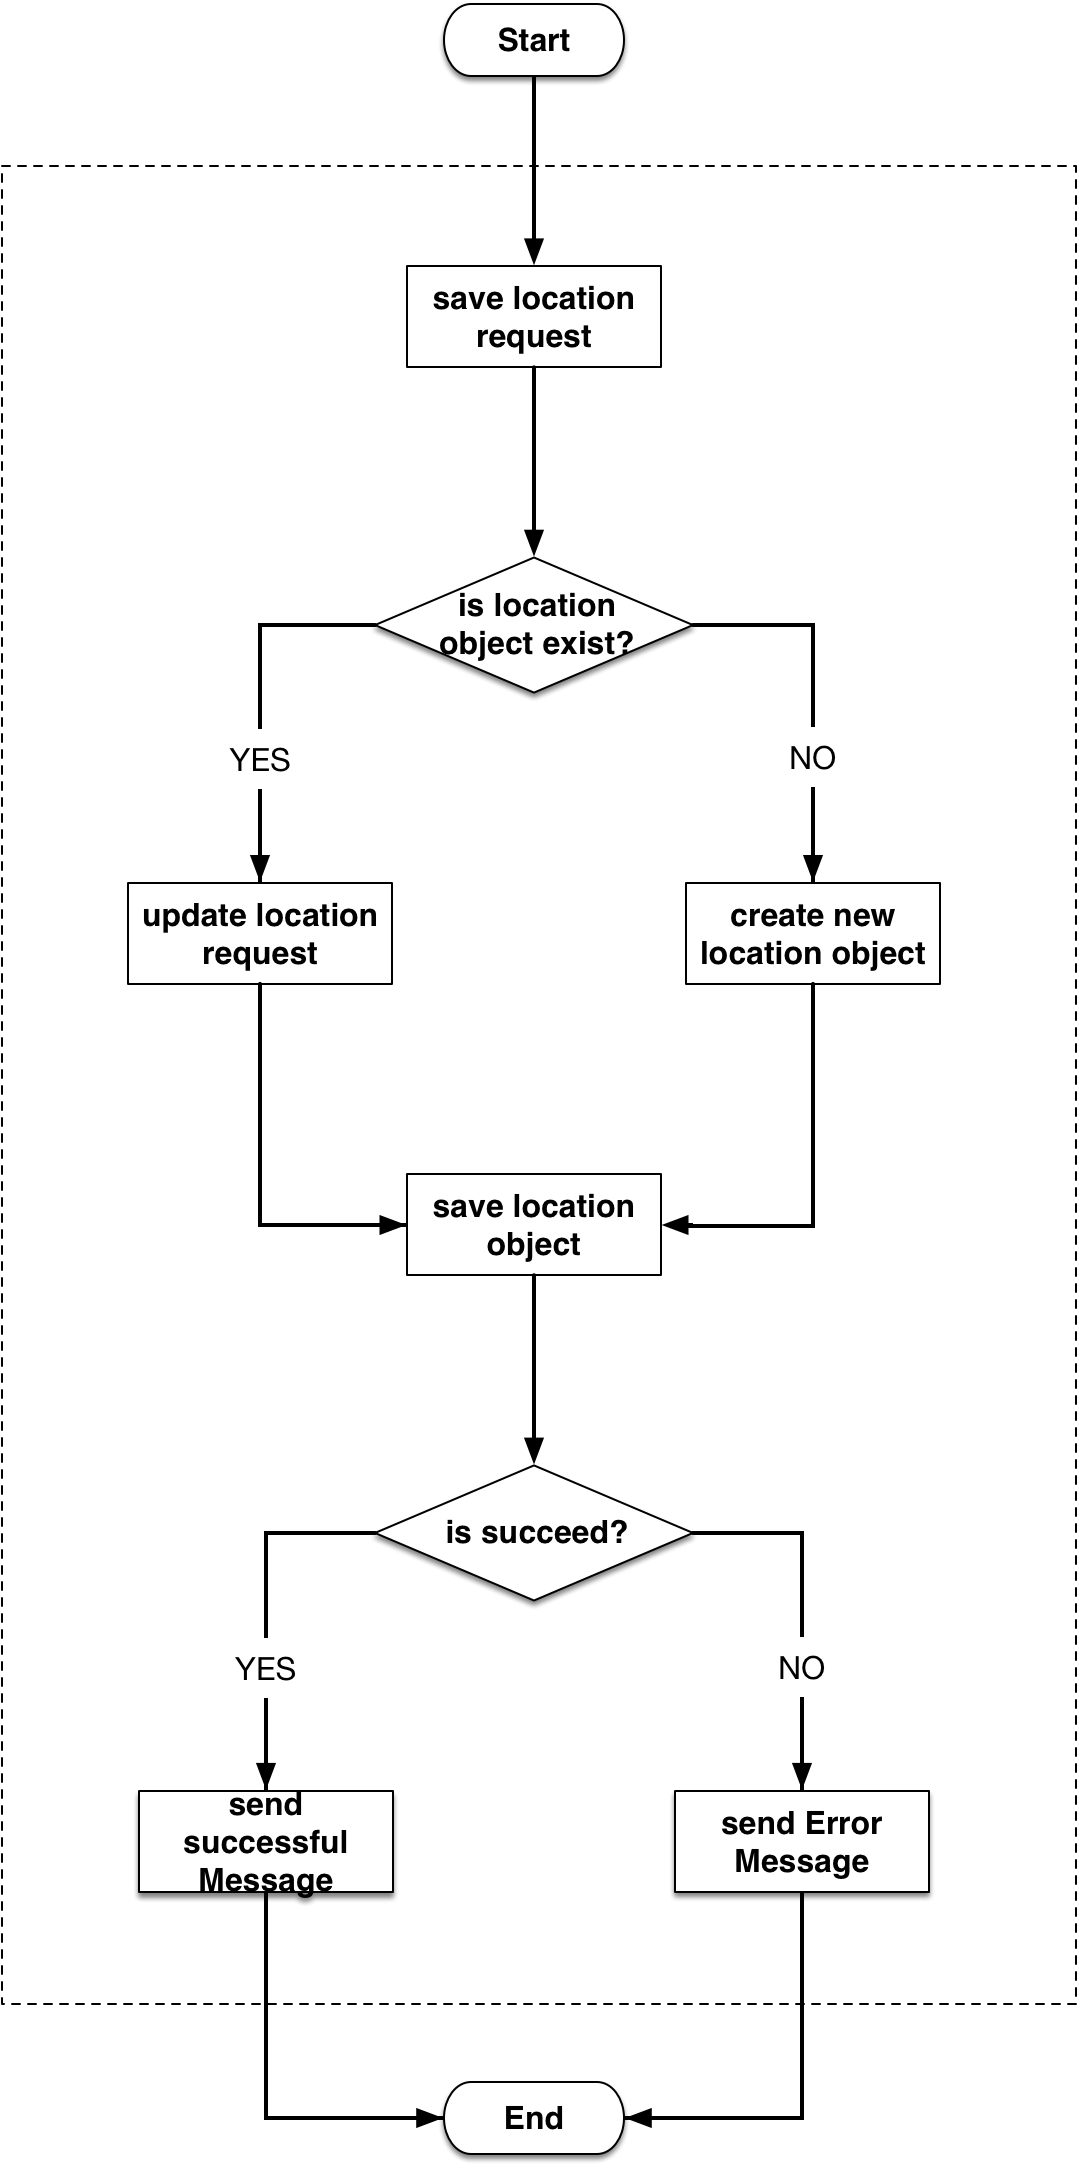 Start
save location
request
is location
object exist?
YES
NO
update location
request
create new
location object
save location
object
is succeed?
YES
NO
send
successful
Message
send Error
Message
End